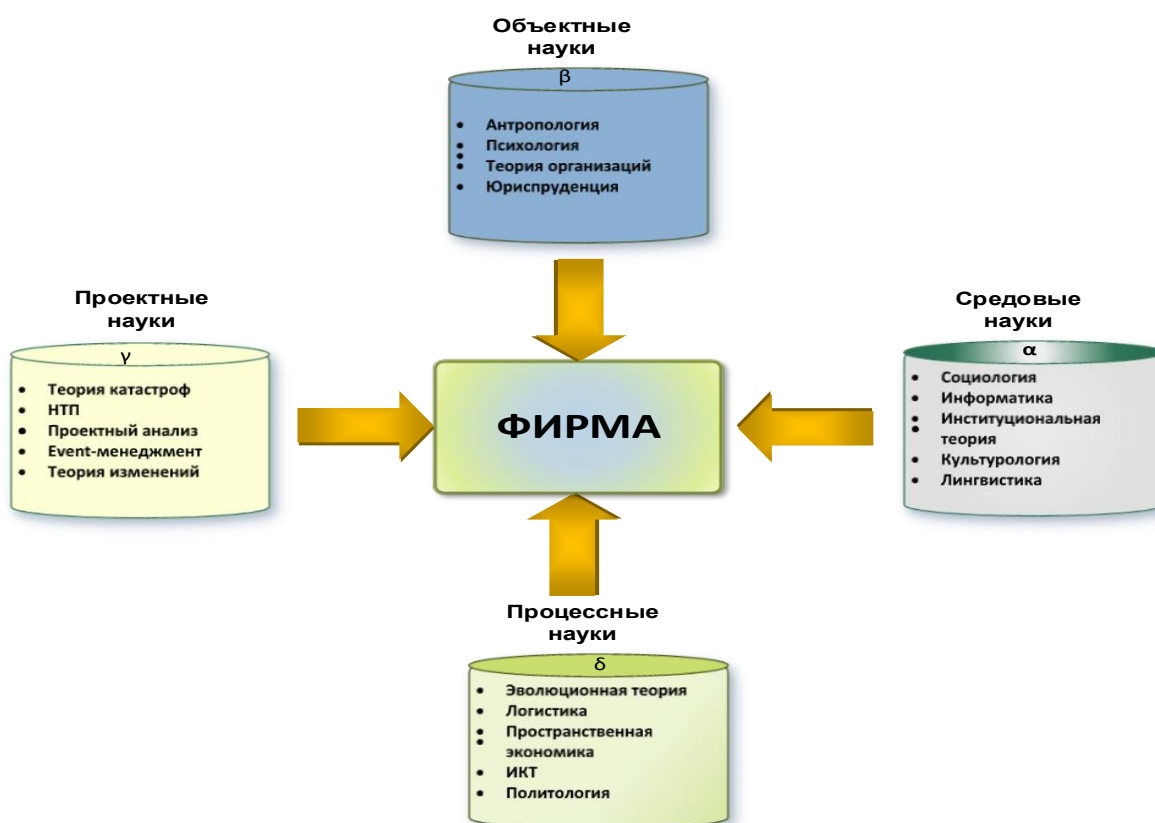 Объектные
науки
β
• Антропология
• Психология
•
• Теория организаций
• Юриспруденция
Проектные
науки
γ
• Теория катастроф
• НТП
• Проектный анализ
• Event-менеджмент
• Теория изменений
ФИРМА
Средовые
науки
α
• Социология
• Информатика
• Институциональная
• теория
• Культурология
• Лингвистика
Процессные
науки
δ
• Эволюционная теория
• Логистика
• Пространственная
• экономика
• ИКТ
• Политология